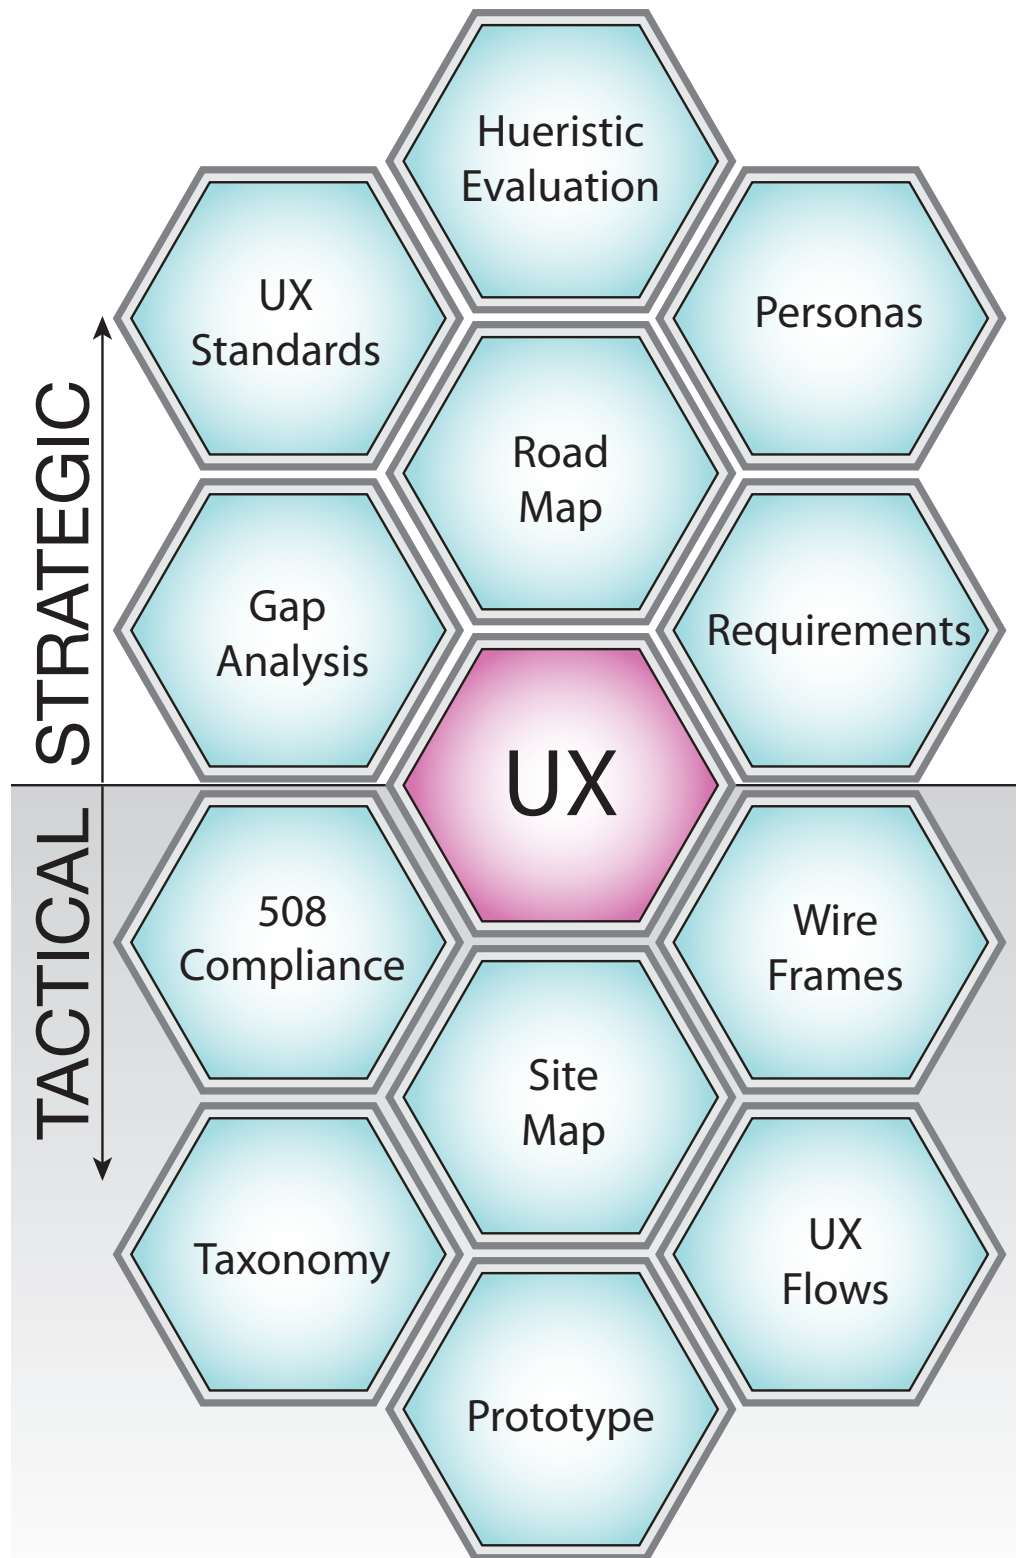 Hueristic
Evaluation
UX
Standards
Personas
Road
Map
STRATEGIC
Gap
Analysis
Requirements
UX
TACTICAL
508
Compliance
Wire
Frames
Site
Map
Taxonomy
UX
Flows
Prototype